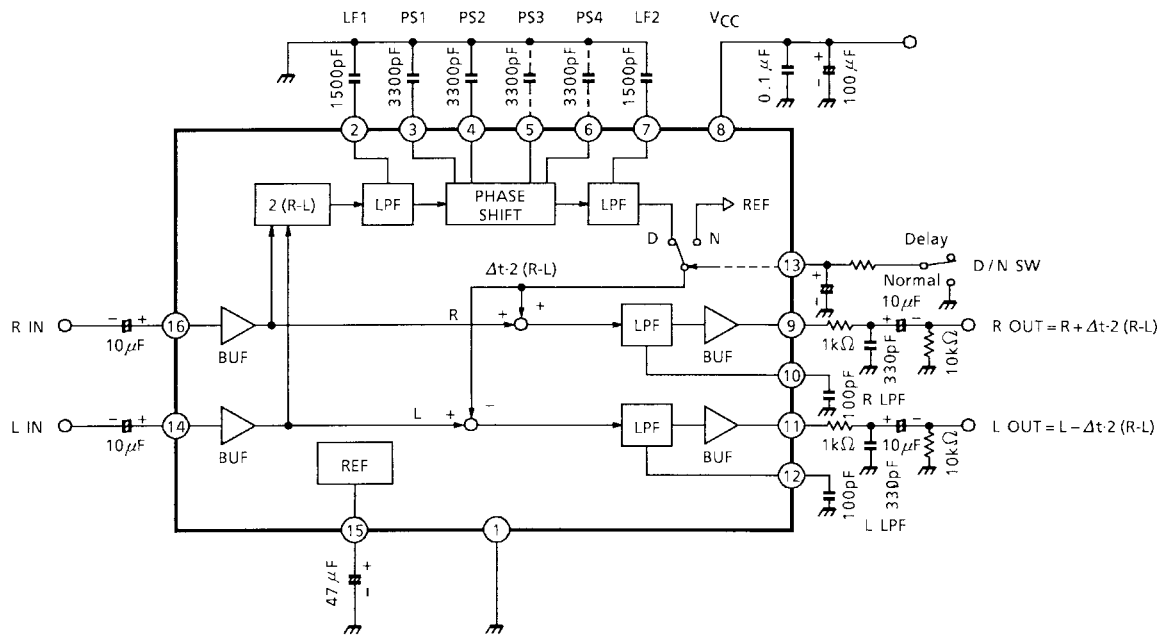 LF1 PS1 PS2 PS3 PS4 LF2 VCC
1500pF 3300pF 3300pF 3300pF 3300pF 1500pF 0.1μF + - 100μF
2 3 4 5 6 7 8
2 (R-L) LPF PHASE SHIFT LPF REF
D N
Δt·2 (R-L)
13 Delay
Normal D/N SW
+ -
R IN - + 10μF 16 BUF R + + LPF BUF 9 1kΩ 330pF + - 10μF 10kΩ R OUT = R + Δt·2 (R-L)
10 100pF R LPF
L IN - + 10μF 14 BUF L + - LPF BUF 11 1kΩ 330pF + - 10μF 10kΩ L OUT = L - Δt·2 (R-L)
12 100pF L LPF
REF
15 1
47μF + -